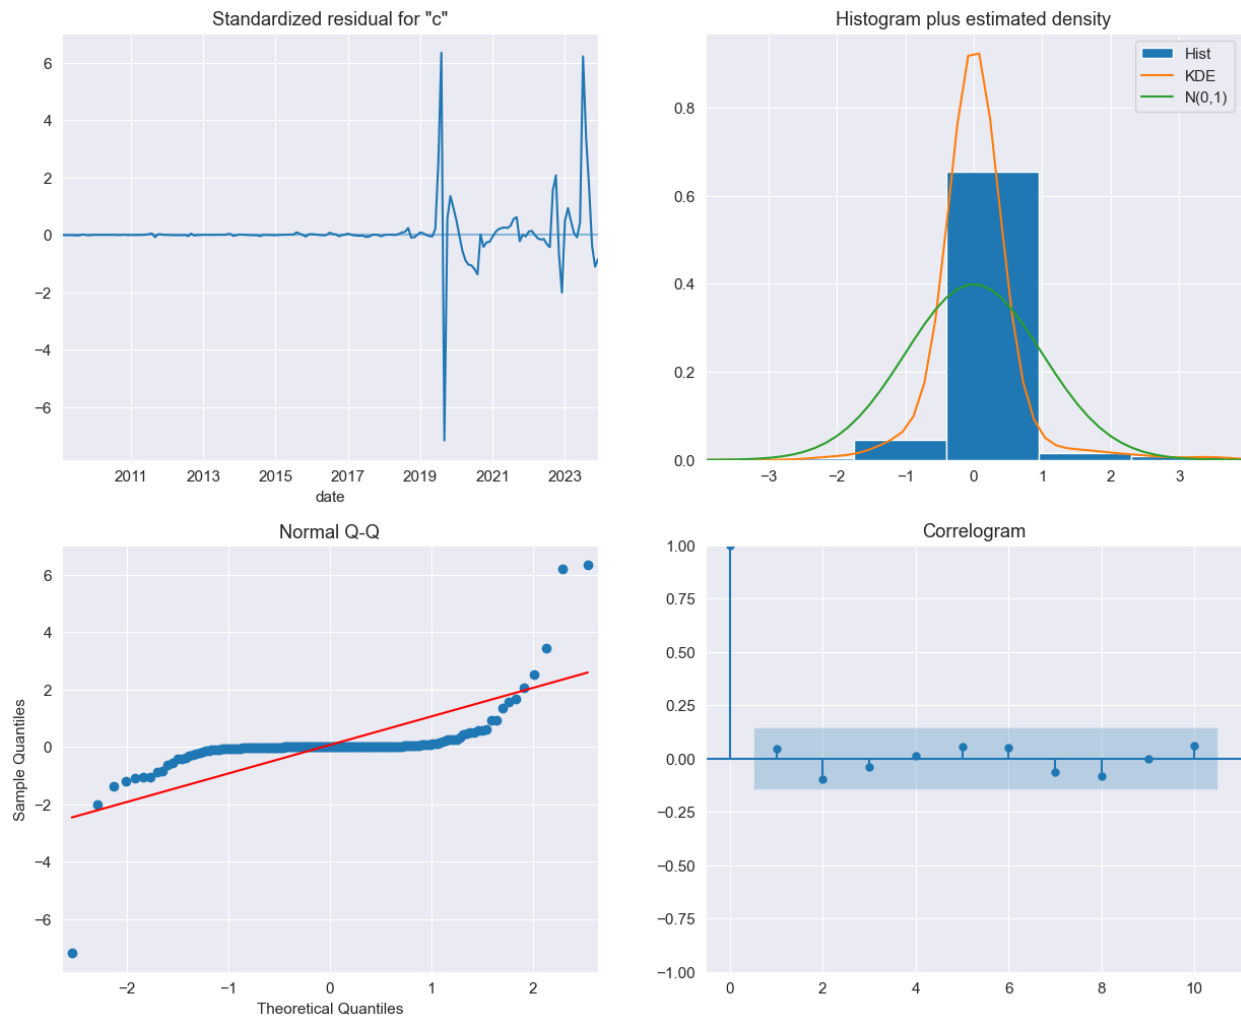 Standardized residual for "c"
6
4
2
0
−2
−4
−6
2011 2013 2015 2017 2019 2021 2023
date
Histogram plus estimated density
Hist
KDE
N(0,1)
0.8
0.6
0.4
0.2
0.0
−3 −2 −1 0 1 2 3
Normal Q-Q
Sample Quantiles
6
4
2
0
−2
−4
−6
−2 −1 0 1 2
Theoretical Quantiles
Correlogram
1.00
0.75
0.50
0.25
0.00
−0.25
−0.50
−0.75
−1.00
0 2 4 6 8 10